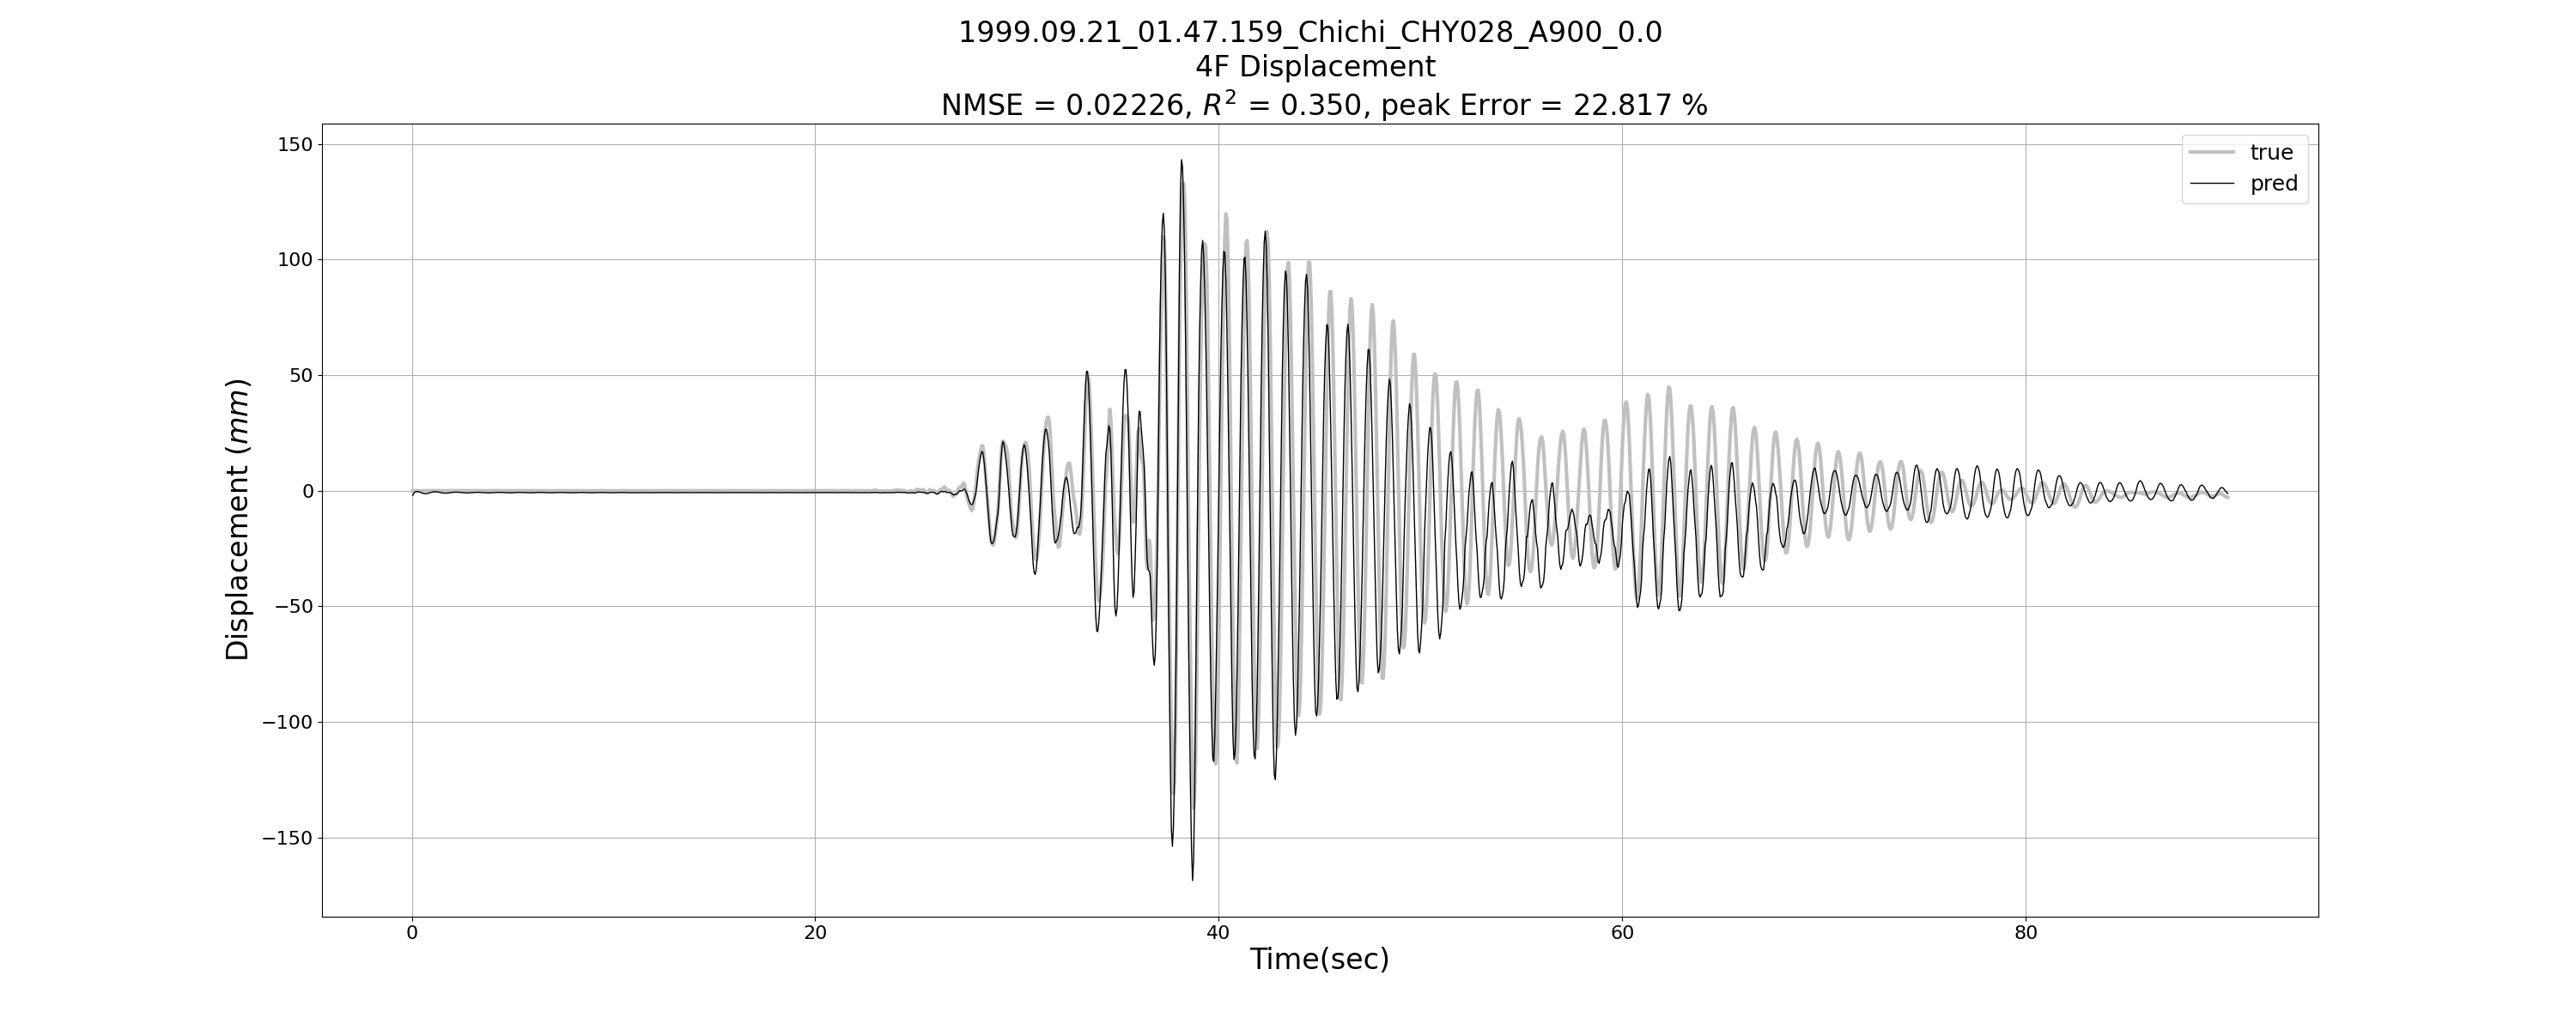 1999.09.21_01.47.159_Chichi_CHY028_A900_0.0
4F Displacement
NMSE = 0.02226, R² = 0.350, peak Error = 22.817 %
true
pred
150
100
50
0
−50
−100
−150
Displacement (mm)
0 20 40 60 80
Time(sec)